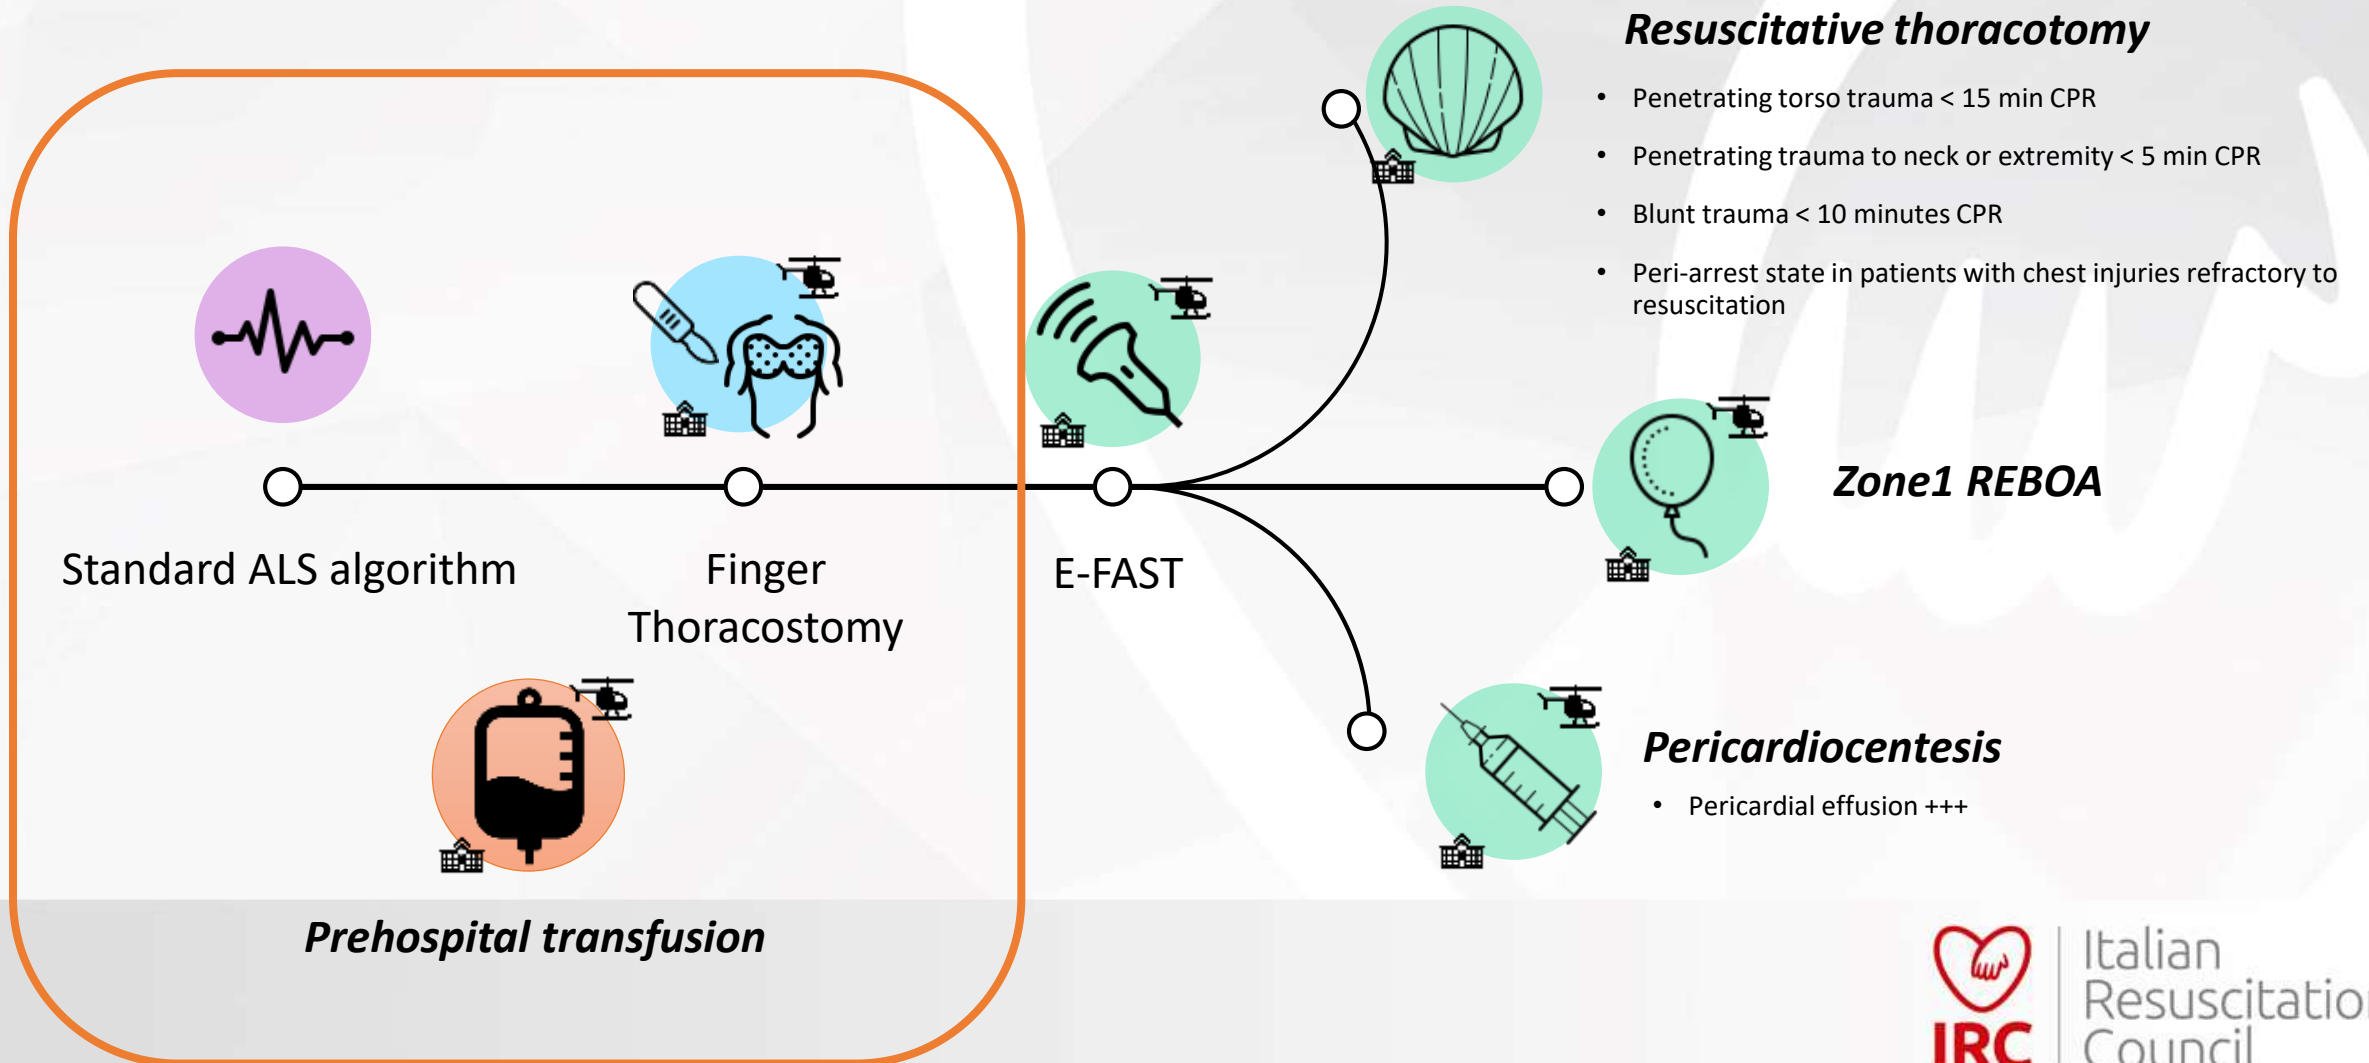 Resuscitative thoracotomy
• Penetrating torso trauma < 15 min CPR
• Penetrating trauma to neck or extremity < 5 min CPR
• Blunt trauma < 10 minutes CPR
• Peri-arrest state in patients with chest injuries refractory to
resuscitation
Zone1 REBOA
Standard ALS algorithm
Finger
Thoracostomy
E-FAST
Pericardiocentesis
• Pericardial effusion +++
Prehospital transfusion
IRC
Italian
Resuscitation
Council